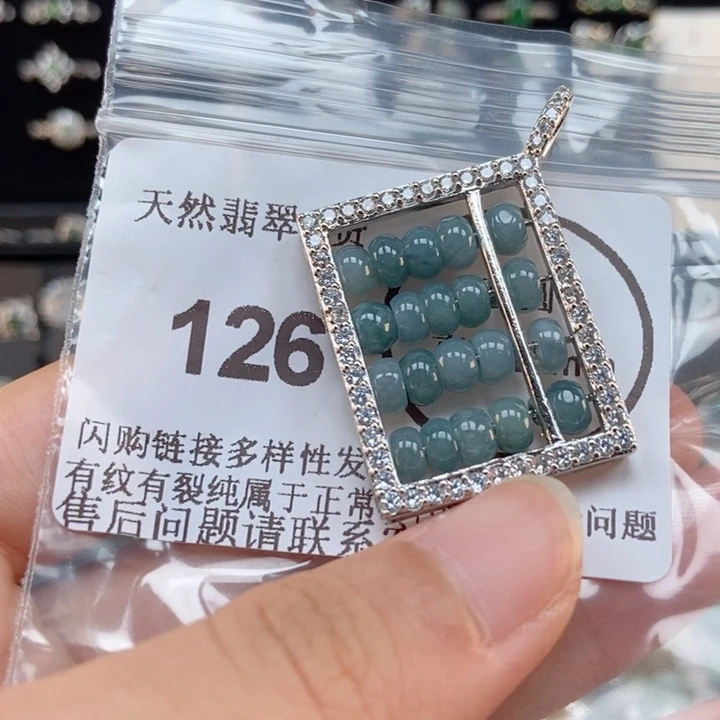 天然翡翠
126
闪购链接多样性发
有纹有裂纯属于正常
售后问题请联系 问题